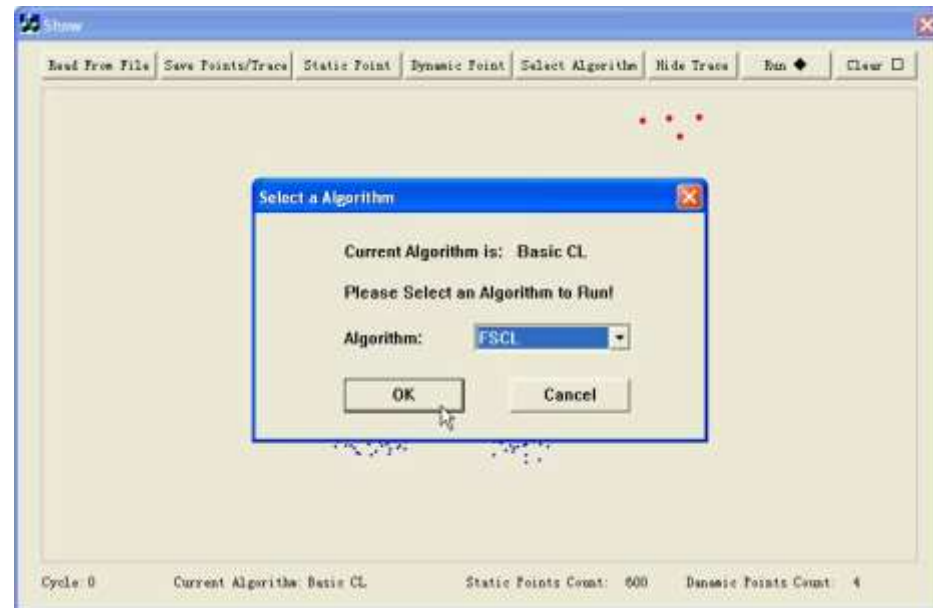 Show
Read From File Save Points/Trace Static Point Dynamic Point Select Algorithm Hide Trace Run ◆ Clear □
Select a Algorithm
Current Algorithm is: Basic CL
Please Select an Algorithm to Run!
Algorithm: FSCL
OK Cancel
Cycle: 0 Current Algorithm: Basic CL Static Points Count: 600 Danamic Points Count: 4